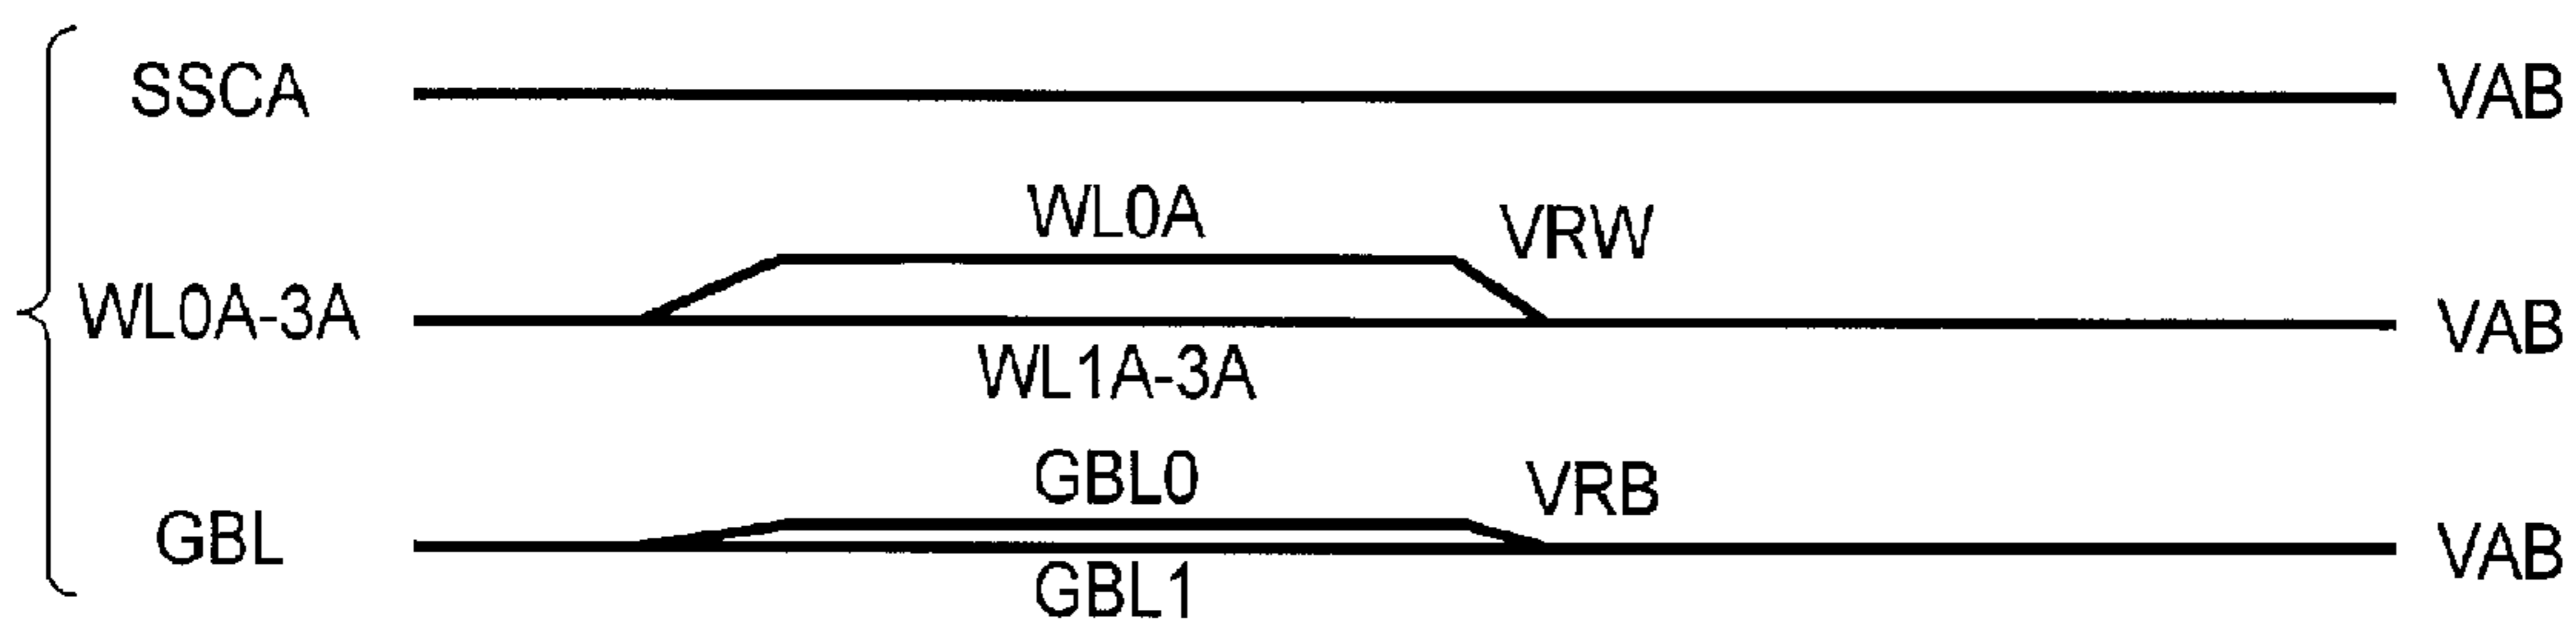 SSCA
VAB
WL0A
VRW
WL0A-3A
VAB
WL1A-3A
GBL0
VRB
GBL
VAB
GBL1